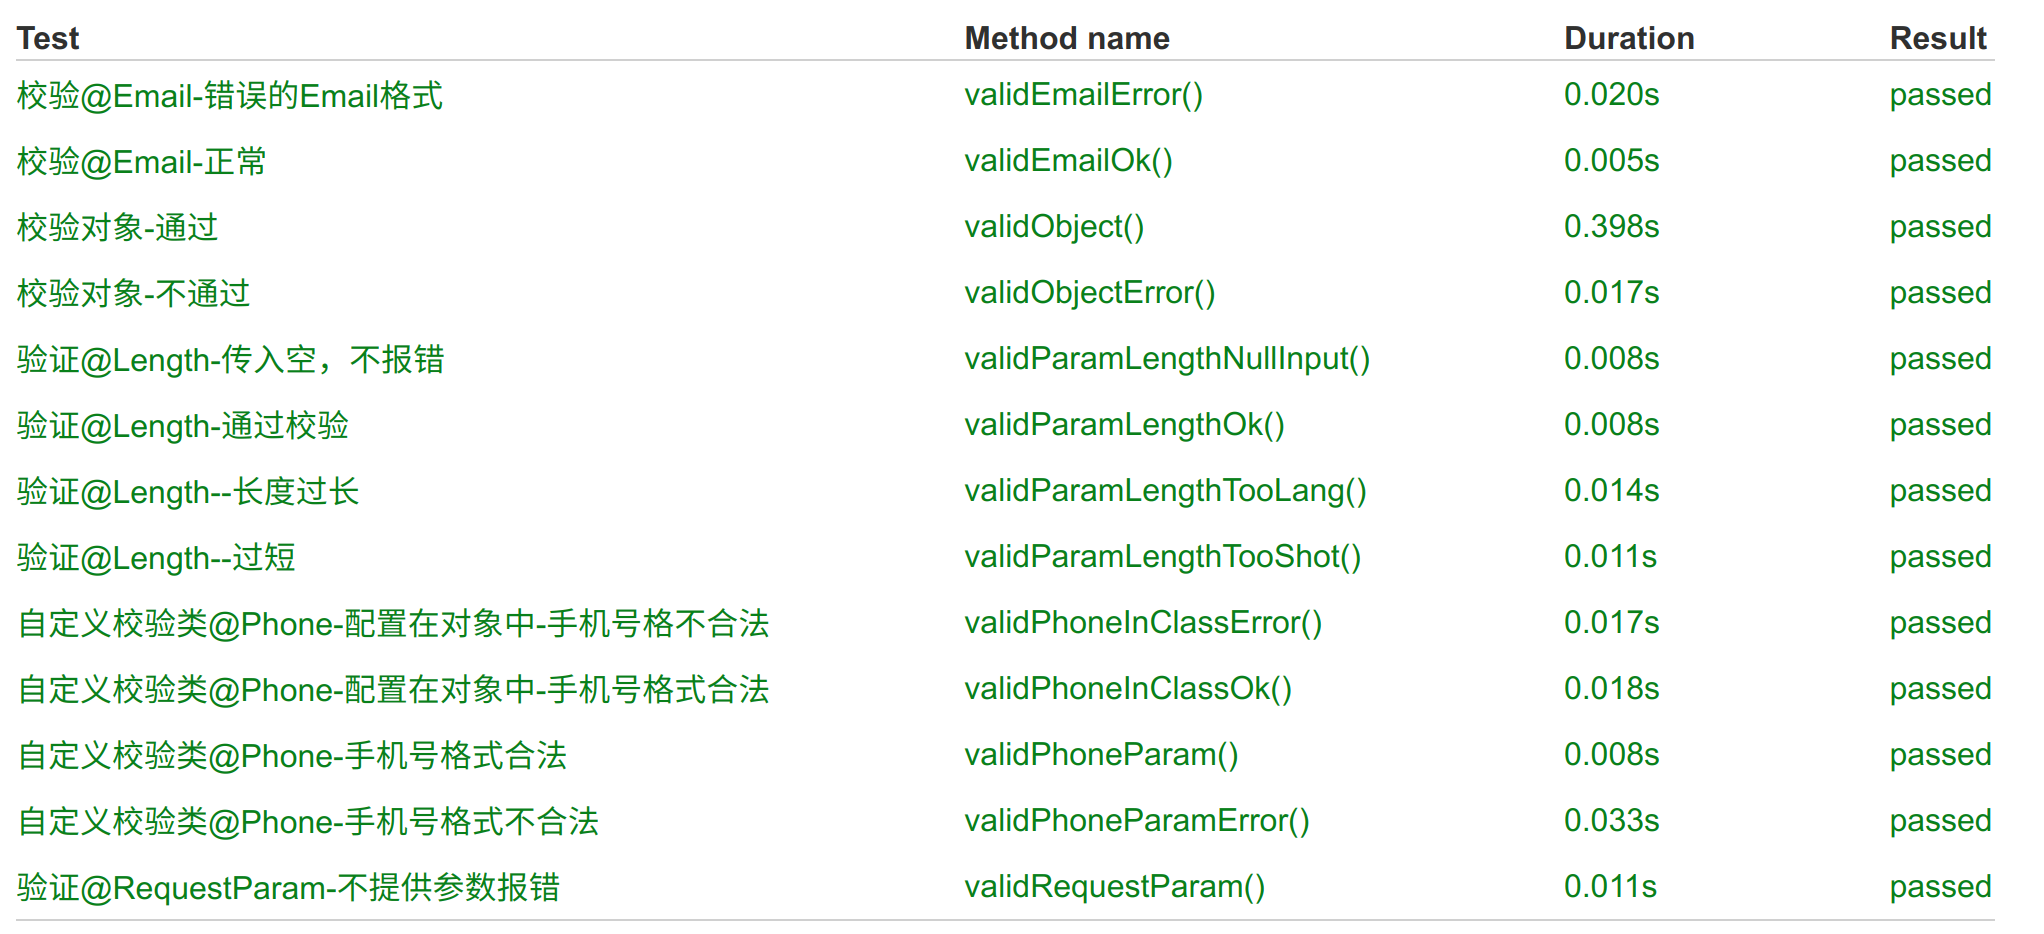 Test Method name Duration Result
校验@Email-错误的Email格式 validEmailError() 0.020s passed
校验@Email-正常 validEmailOk() 0.005s passed
校验对象-通过 validObject() 0.398s passed
校验对象-不通过 validObjectError() 0.017s passed
验证@Length-传入空，不报错 validParamLengthNullInput() 0.008s passed
验证@Length-通过校验 validParamLengthOk() 0.008s passed
验证@Length--长度过长 validParamLengthTooLang() 0.014s passed
验证@Length--过短 validParamLengthTooShot() 0.011s passed
自定义校验类@Phone-配置在对象中-手机号格不合法 validPhoneInClassError() 0.017s passed
自定义校验类@Phone-配置在对象中-手机号格式合法 validPhoneInClassOk() 0.018s passed
自定义校验类@Phone-手机号格式合法 validPhoneParam() 0.008s passed
自定义校验类@Phone-手机号格式不合法 validPhoneParamError() 0.033s passed
验证@RequestParam-不提供参数报错 validRequestParam() 0.011s passed